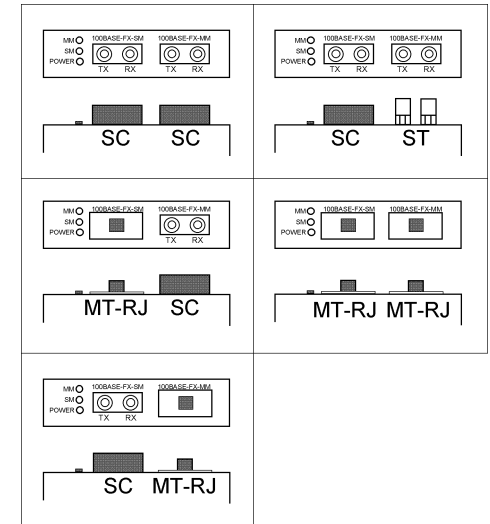 MM 100BASE-FX-SM 100BASE-FX-MM
SM
POWER TX RX TX RX
SC SC
MM 100BASE-FX-SM 100BASE-FX-MM
SM
POWER TX RX TX RX
SC ST
MM 100BASE-FX-SM 100BASE-FX-MM
SM
POWER TX RX
MT-RJ SC
MM 100BASE-FX-SM 100BASE-FX-MM
SM
POWER
MT-RJ MT-RJ
MM 100BASE-FX-SM 100BASE-FX-MM
SM
POWER TX RX
SC MT-RJ